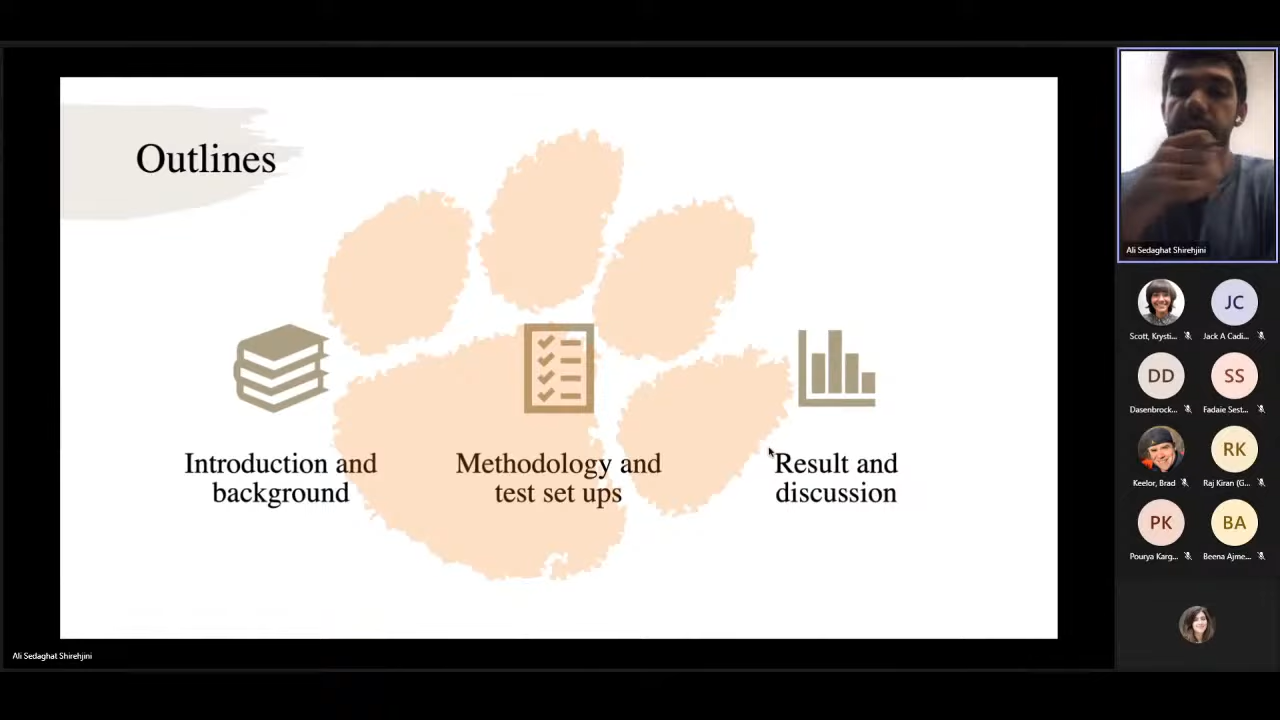 Outlines
Introduction and
background
Methodology and
test set ups
Result and
discussion
Ali Sedaghat Shirehjini
Ali Sedaghat Shirehjini
Scott, Krysti...
JC
Jack A Cadi...
DD
Dasenbrock...
SS
Fadaie Sest...
Keelor, Brad
RK
Raj Kiran (G...
PK
Pourya Karg...
BA
Beena Ajme...